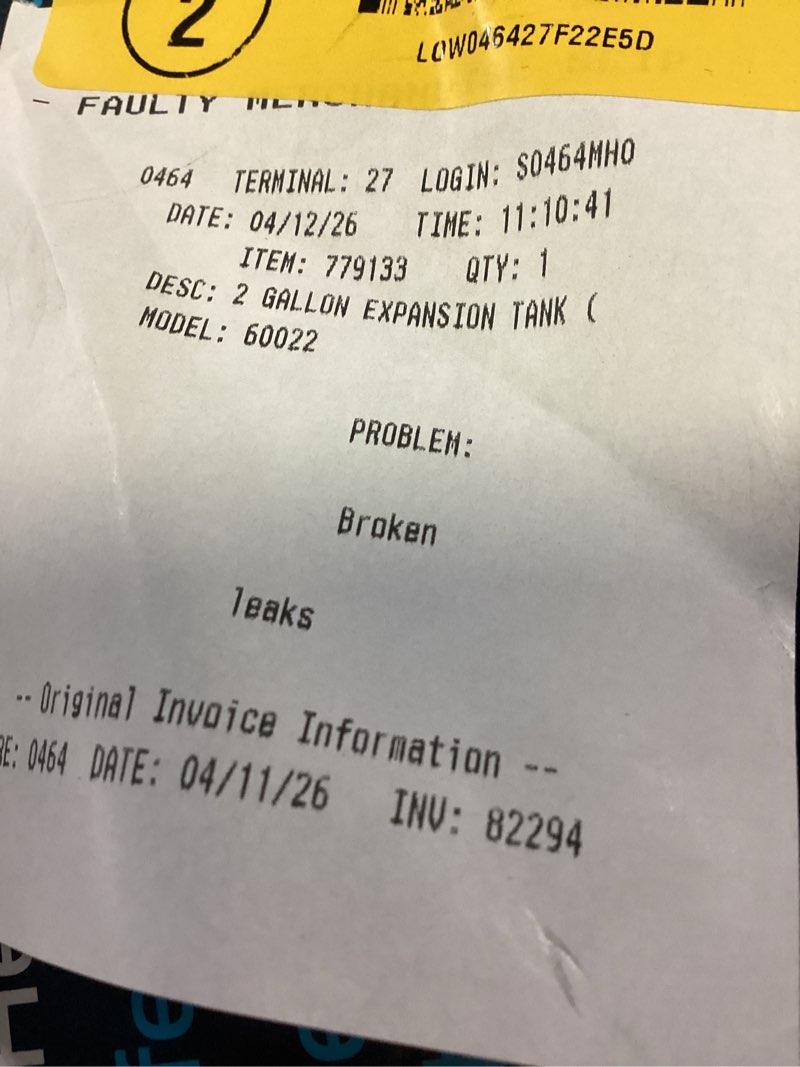 2
LOW046427F22E5D
- FAULTY
0464 TERMINAL: 27 LOGIN: S0464MHO
DATE: 04/12/26 TIME: 11:10:41
ITEM: 779133 QTY: 1
DESC: 2 GALLON EXPANSION TANK (
MODEL: 60022
PROBLEM:
Broken
leaks
-- Original Invoice Information --
RE: 0464 DATE: 04/11/26 INV: 82294